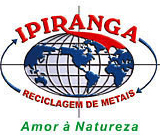 IPIRANGA
RECICLAGEM DE METAIS
Amor à Natureza